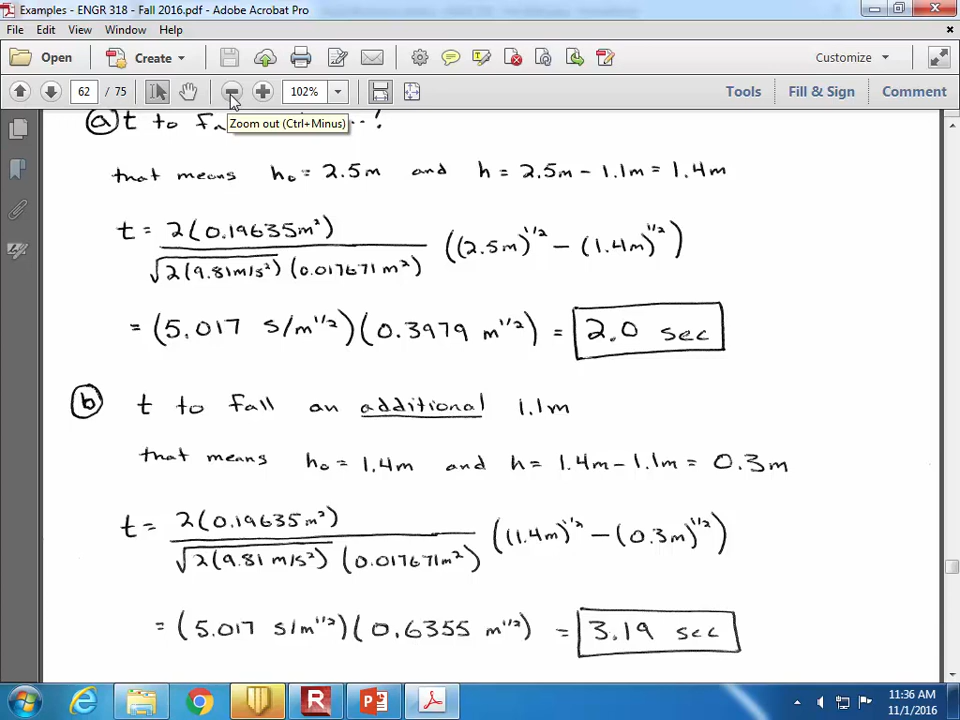 Examples - ENGR 318 - Fall 2016.pdf - Adobe Acrobat Pro
File Edit View Window Help
Open Create Customize
62 / 75 102% Tools Fill & Sign Comment
Zoom out (Ctrl+Minus)
ⓐ t to
that means h₀ = 2.5m and h = 2.5m - 1.1m = 1.4m
t = 2(0.19635m²) / √2(9.81m/s²) (0.017671m²) ((2.5m)^1/2 - (1.4m)^1/2)
= (5.017 s/m^1/2)(0.3979 m^1/2) = 2.0 sec
ⓑ t to fall an additional 1.1m
that means h₀ = 1.4m and h = 1.4m - 1.1m = 0.3m
t = 2(0.19635m²) / √2(9.81 m/s²) (0.017671m²) ((1.4m)^1/2 - (0.3m)^1/2)
= (5.017 s/m^1/2)(0.6355 m^1/2) = 3.19 sec
11:36 AM
11/1/2016